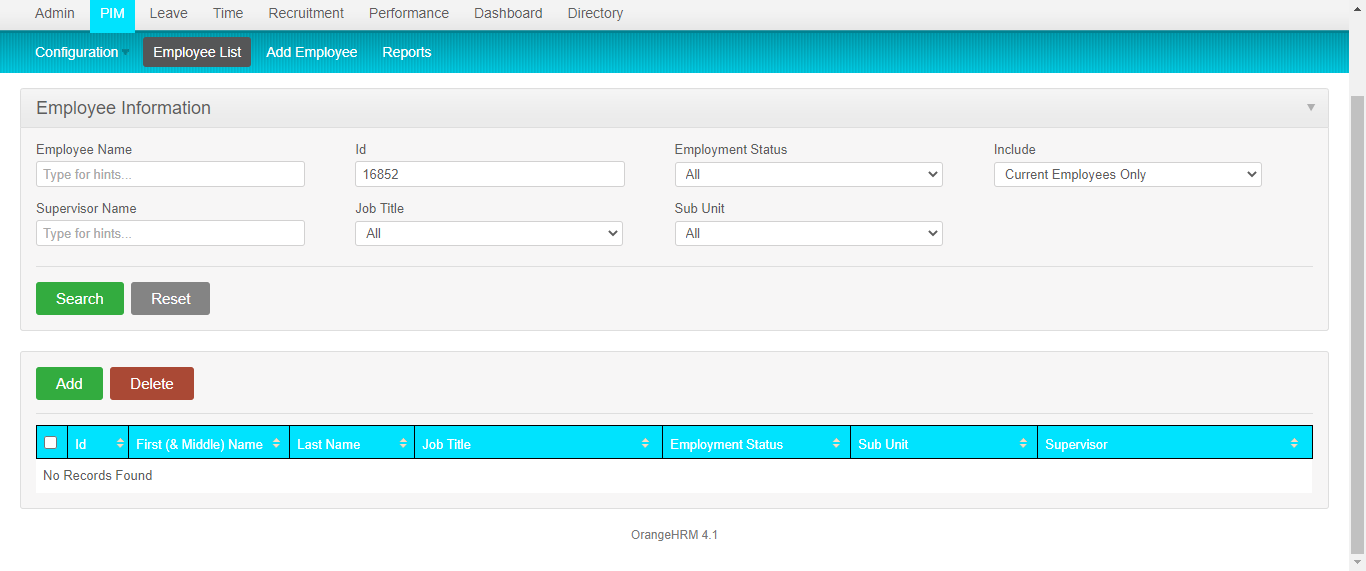 Admin PIM Leave Time Recruitment Performance Dashboard Directory
Configuration Employee List Add Employee Reports
Employee Information
Employee Name Id Employment Status Include
Type for hints... 16852 All Current Employees Only
Supervisor Name Job Title Sub Unit
Type for hints... All All
Search Reset
Add Delete
Id First (& Middle) Name Last Name Job Title Employment Status Sub Unit Supervisor
No Records Found
OrangeHRM 4.1